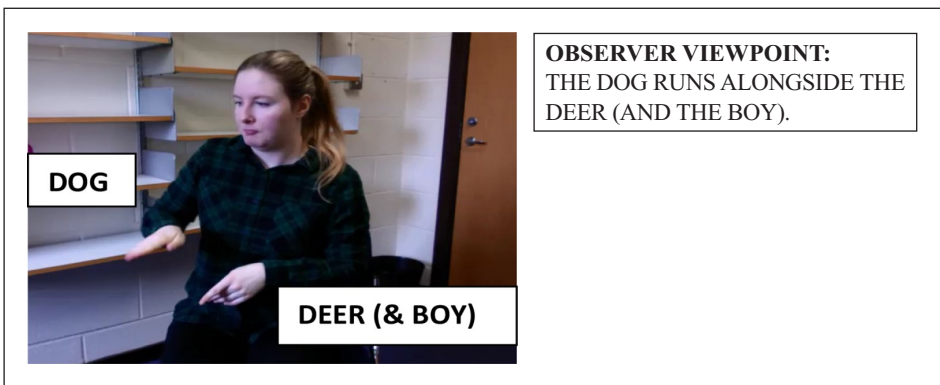 OBSERVER VIEWPOINT:
THE DOG RUNS ALONGSIDE THE
DEER (AND THE BOY).
DOG
DEER (& BOY)